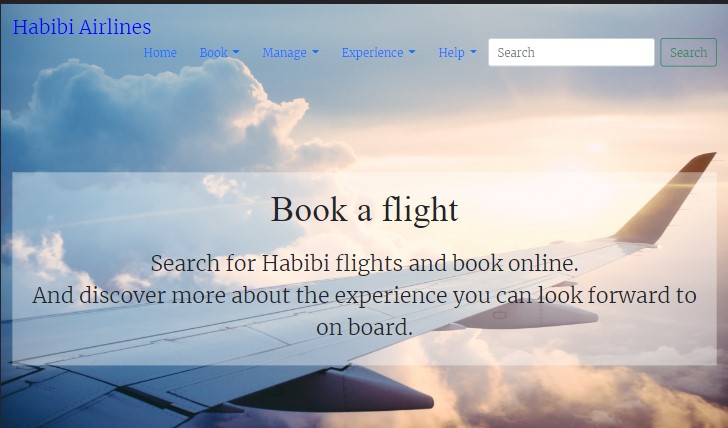 Habibi Airlines
Home Book Manage Experience Help Search Search
Book a flight
Search for Habibi flights and book online.
And discover more about the experience you can look forward to
on board.